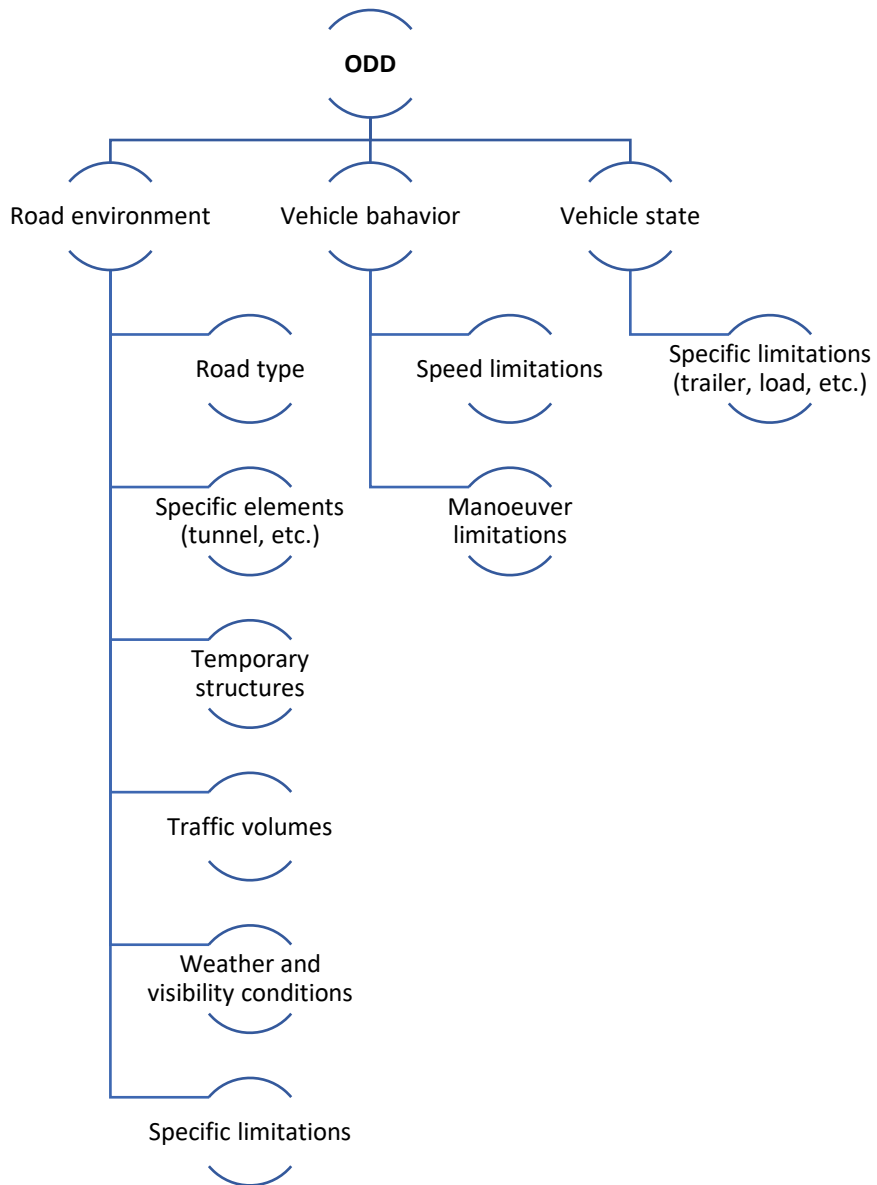 ODD
Road environment
Vehicle bahavior
Vehicle state
Road type
Specific elements
(tunnel, etc.)
Temporary
structures
Traffic volumes
Weather and
visibility conditions
Specific limitations
Speed limitations
Manoeuver
limitations
Specific limitations
(trailer, load, etc.)